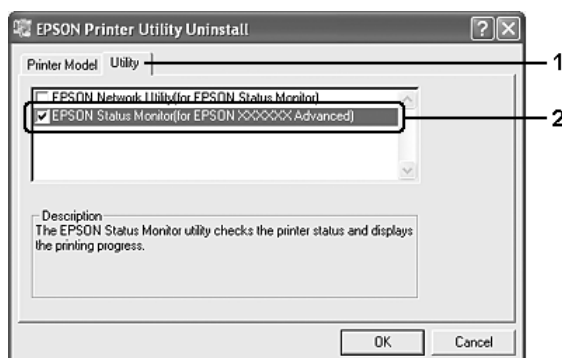 EPSON Printer Utility Uninstall
Printer Model Utility
1
EPSON Network Utility(for EPSON Status Monitor)
EPSON Status Monitor(for EPSON XXXXXXX Advanced)
2
Description
The EPSON Status Monitor utility checks the printer status and displays
the printing progress.
OK Cancel